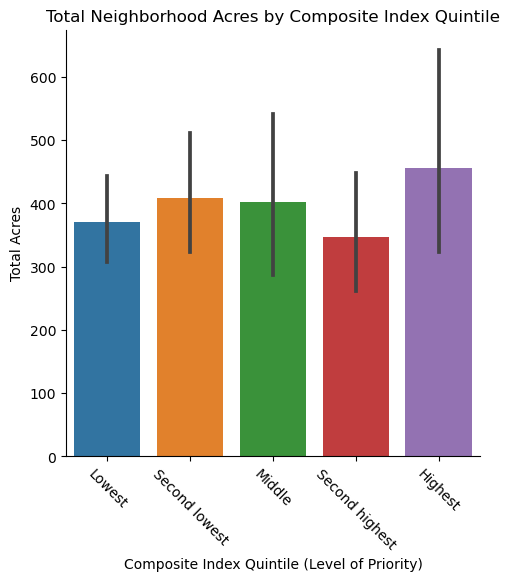 Total Neighborhood Acres by Composite Index Quintile
Total Acres
600
500
400
300
200
100
0
Lowest
Second lowest
Middle
Second highest
Highest
Composite Index Quintile (Level of Priority)